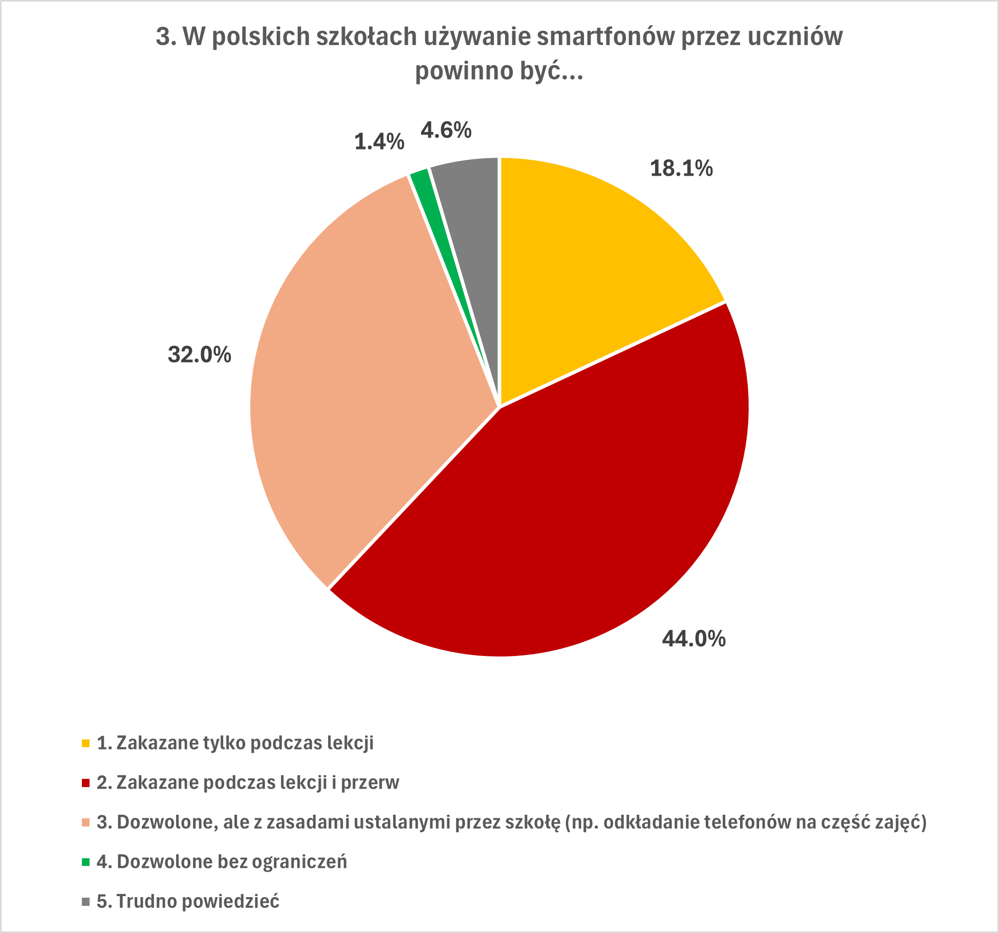 3. W polskich szkołach używanie smartfonów przez uczniów
powinno być...
4.6%
1.4%
18.1%
32.0%
44.0%
1. Zakazane tylko podczas lekcji
2. Zakazane podczas lekcji i przerw
3. Dozwolone, ale z zasadami ustalanymi przez szkołę (np. odkładanie telefonów na część zajęć)
4. Dozwolone bez ograniczeń
5. Trudno powiedzieć